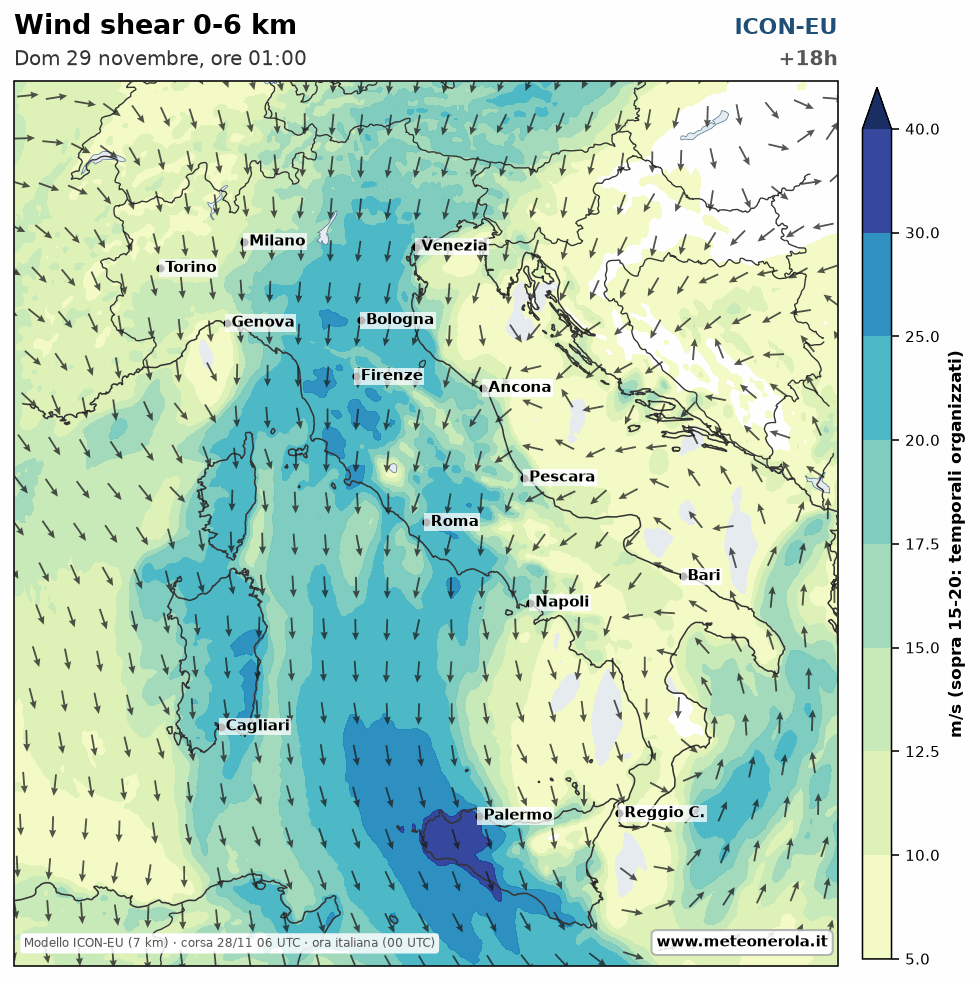 Wind shear 0-6 km
ICON-EU
Dom 29 novembre, ore 01:00
+18h
40.0
30.0
25.0
20.0
17.5
15.0
12.5
10.0
5.0
m/s (sopra 15-20: temporali organizzati)
Milano
Venezia
Torino
Genova
Bologna
Firenze
Ancona
Pescara
Roma
Bari
Napoli
Cagliari
Palermo
Reggio C.
Modello ICON-EU (7 km) · corsa 28/11 06 UTC · ora italiana (00 UTC)
www.meteonerola.it